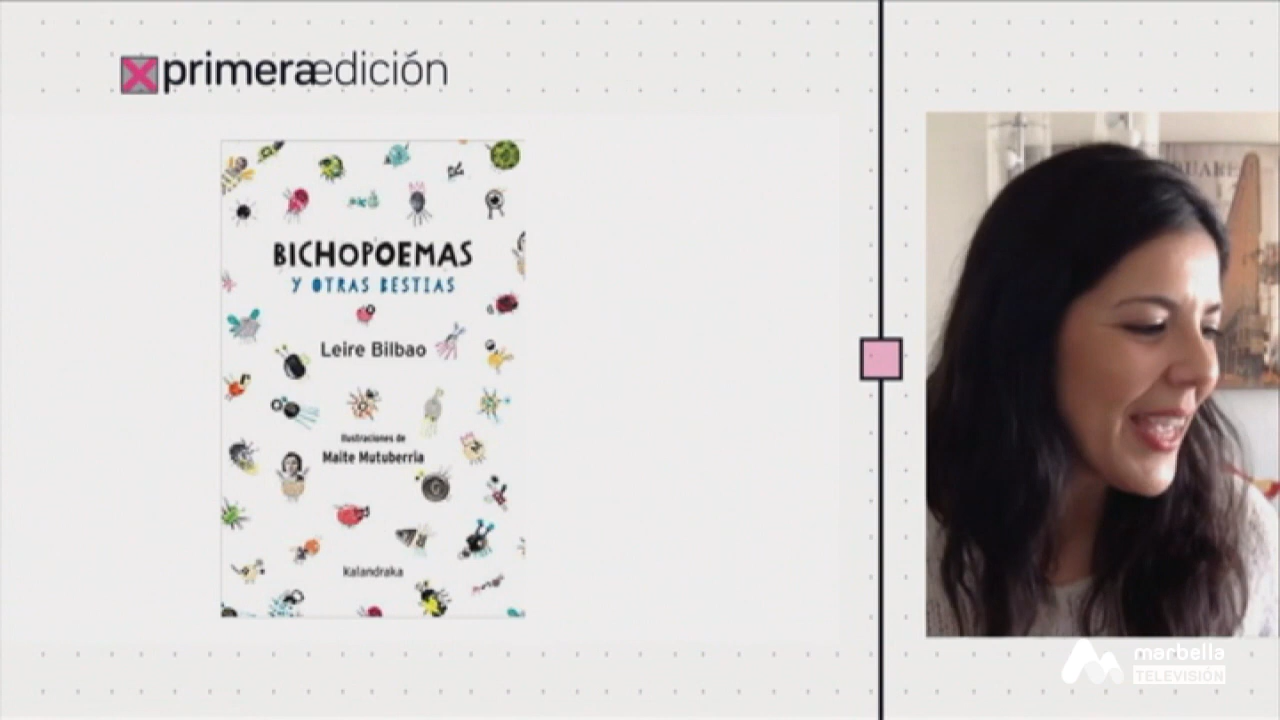 primeraedición
BICHOPOEMAS
Y OTRAS BESTIAS
Leire Bilbao
Ilustraciones de
Maite Mutuberria
Kalandraka
marbella
TELEVISIÓN